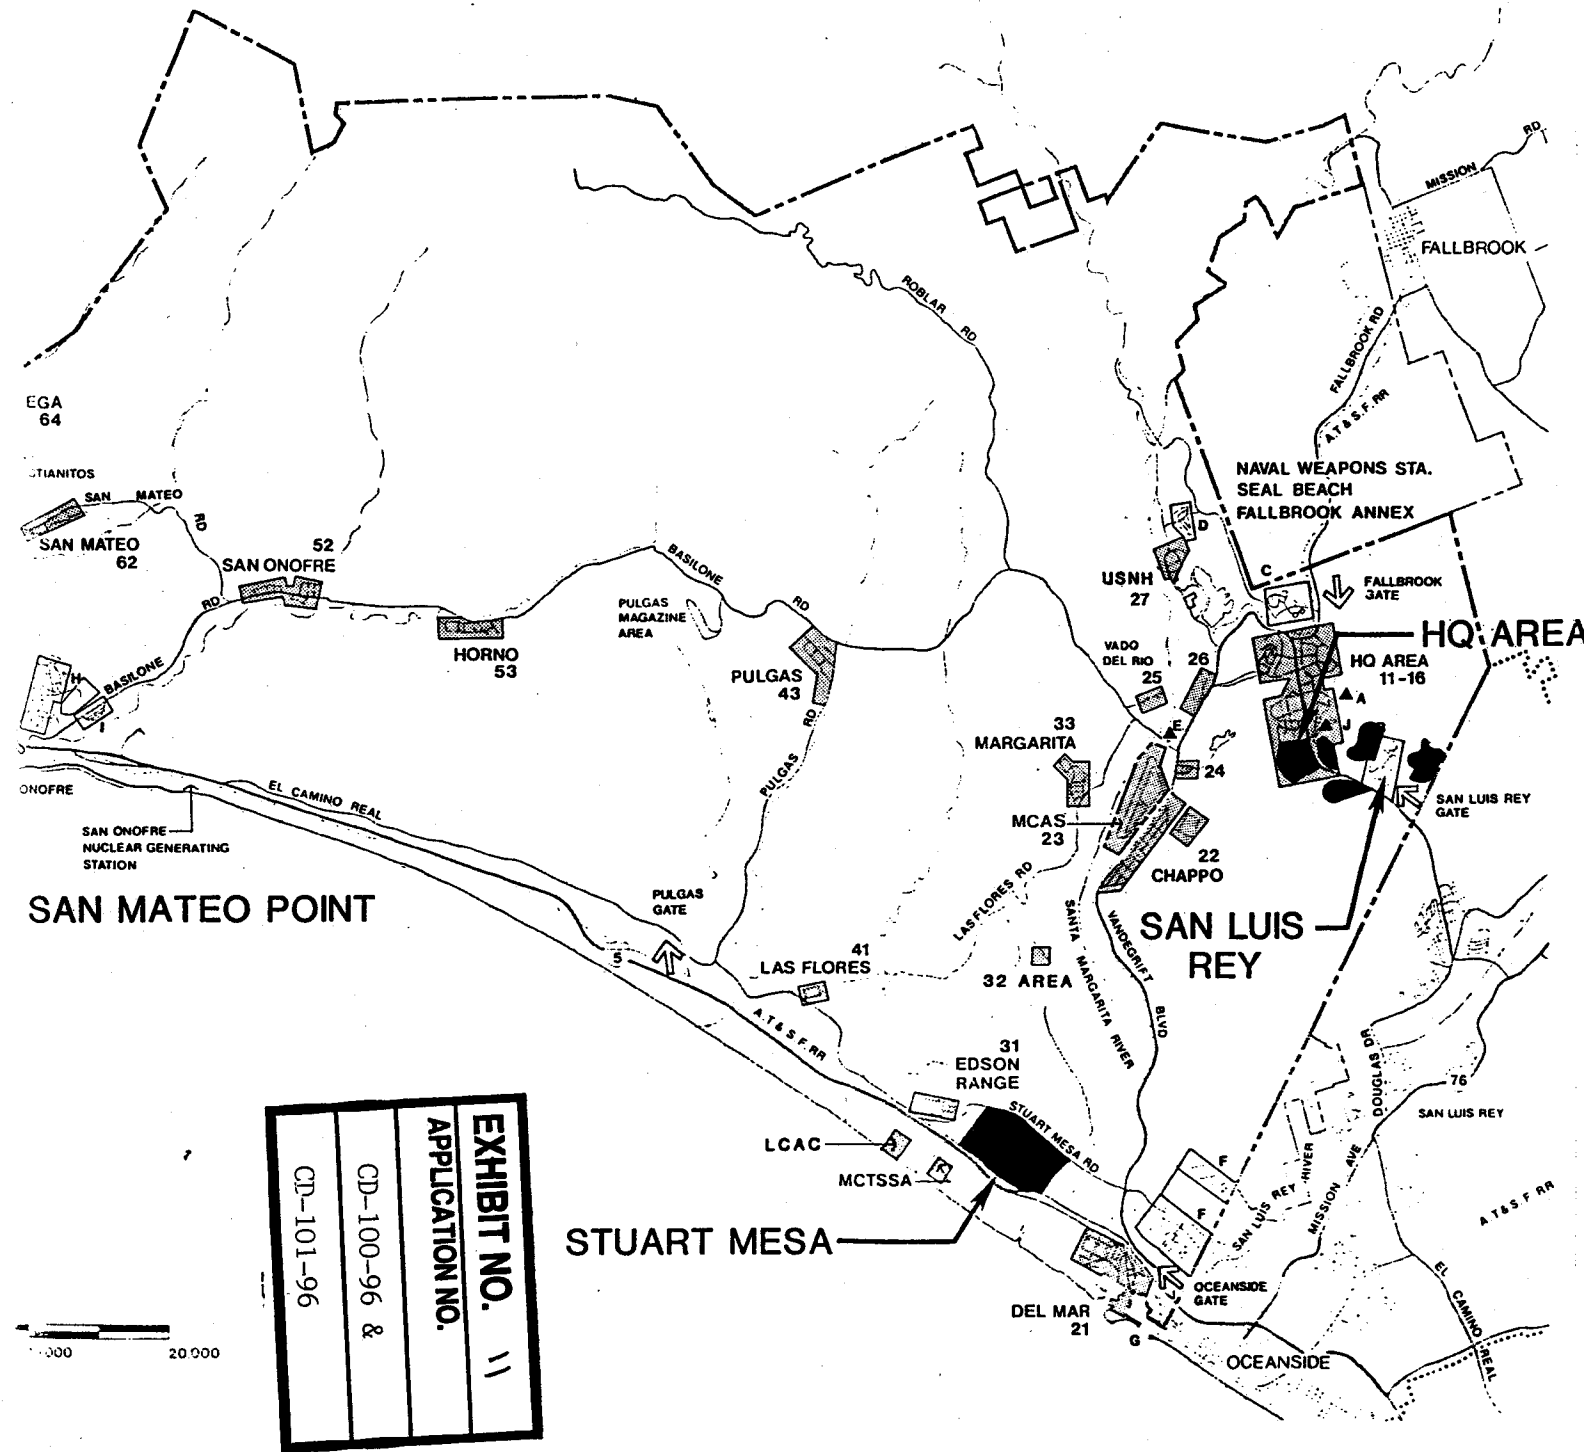 MISSION
RD
FALLBROOK
ROBLAR
RD
FALLBROOK RD
A.T & S.F. RR
EGA
64
STIANITOS
SAN MATEO
RD
SAN MATEO
62
52
SAN ONOFRE
NAVAL WEAPONS STA.
SEAL BEACH
FALLBROOK ANNEX
D
C
BASILONE
RD
USNH
27
FALLBROOK
GATE
PULGAS
MAGAZINE
AREA
RD
BASILONE
HORNO
53
HQ AREA
VADO
DEL RIO
25
26
HQ AREA
11-16
PULGAS
43
H
I
A
J
E
33
MARGARITA
RD
PULGAS
24
ONOFRE
EL CAMINO REAL
SAN LUIS REY
GATE
SAN ONOFRE
NUCLEAR GENERATING
STATION
MCAS
23
22
CHAPPO
SAN MATEO POINT
PULGAS
GATE
LAS FLORES RD
SANTA MARGARITA RIVER
VANDEGRIFT
BLVD
SAN LUIS
REY
5
41
LAS FLORES
32 AREA
A.T & S F. RR
31
EDSON
RANGE
DOUGLAS DR
76
SAN LUIS REY
STUART MESA RD
LCAC
MCTSSA
F
F
SAN LUIS REY RIVER
MISSION AVE
A T & S F RR
STUART MESA
OCEANSIDE
GATE
DEL MAR
21
G
OCEANSIDE
EL CAMINO REAL
20000
EXHIBIT NO. 11
APPLICATION NO.
CD-100-96 &
CD-101-96